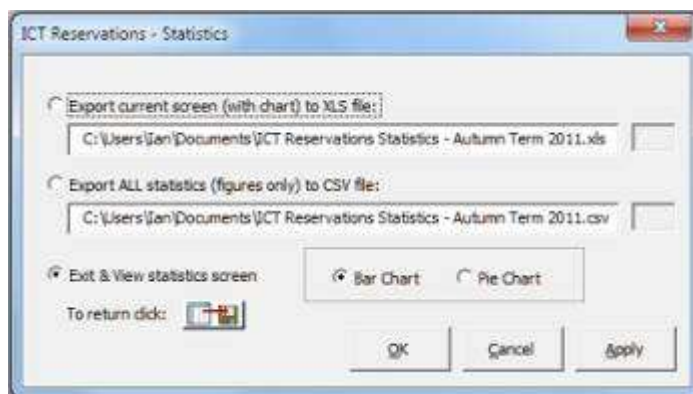 ICT Reservations - Statistics
Export current screen (with chart) to XLS file:
C:\Users\Ian\Documents\ICT Reservations Statistics - Autumn Term 2011.xls
Export ALL statistics (figures only) to CSV file:
C:\Users\Ian\Documents\ICT Reservations Statistics - Autumn Term 2011.csv
Exit & View statistics screen
Bar Chart
Pie Chart
To return click:
OK
Cancel
Apply